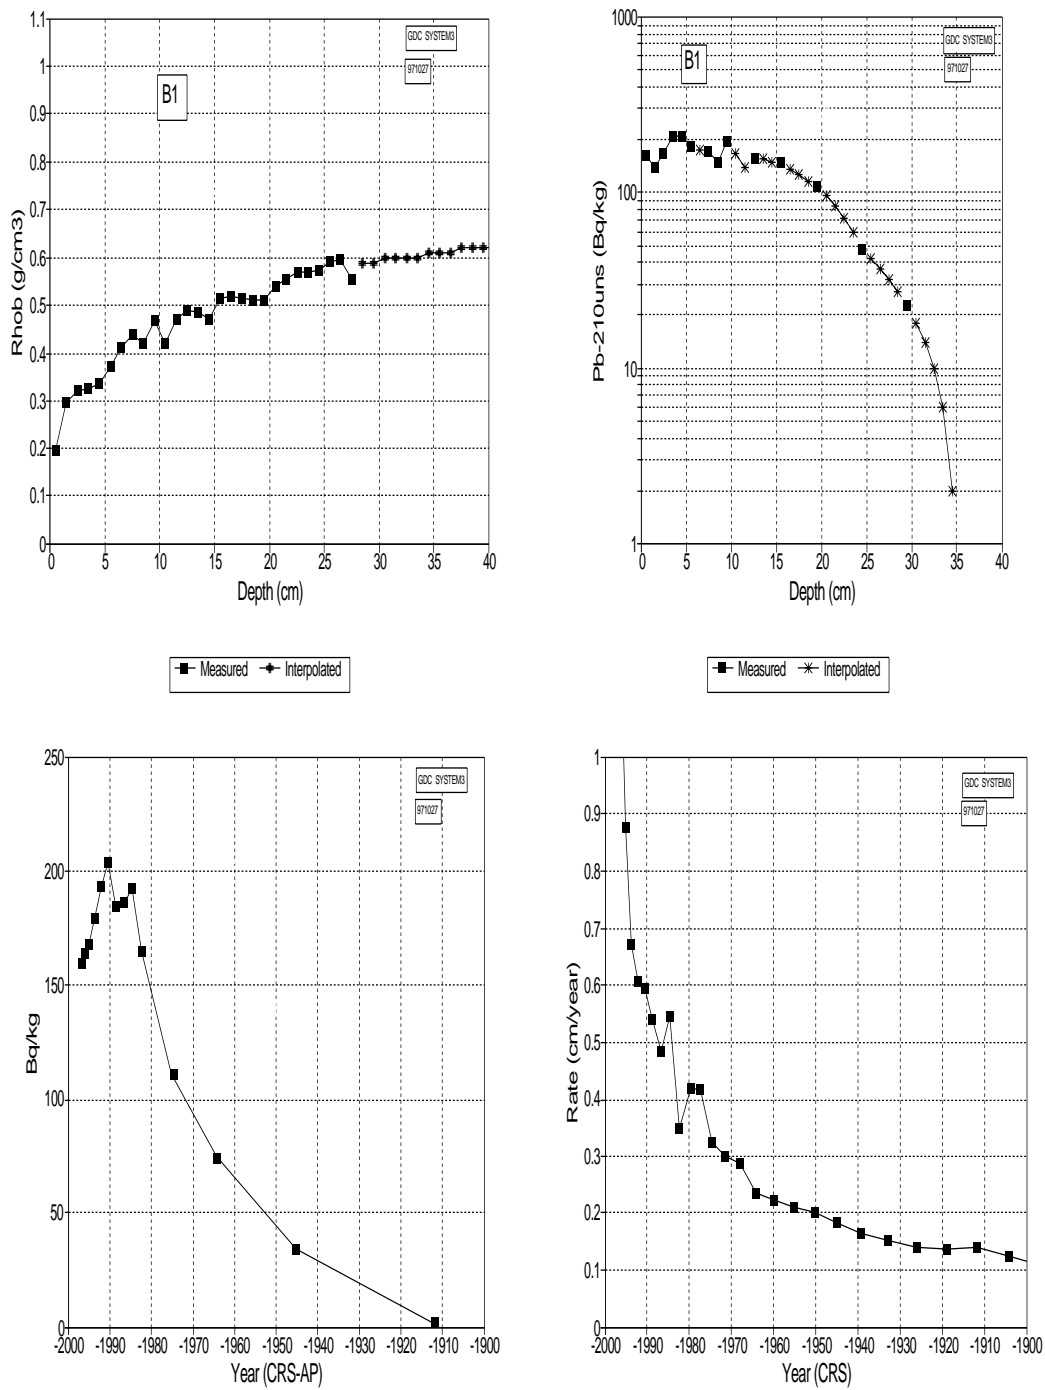 1.1
1
0.9
0.8
0.7
0.6
0.5
0.4
0.3
0.2
0.1
0
Rhob (g/cm3)
B1
GDC SYSTEM3
971027
0 5 10 15 20 25 30 35 40
Depth (cm)
Measured Interpolated
1000
100
10
1
Pb-210uns (Bq/kg)
B1
GDC SYSTEM3
971027
0 5 10 15 20 25 30 35 40
Depth (cm)
Measured Interpolated
250
200
150
100
50
0
Bq/kg
GDC SYSTEM3
971027
-2000 -1990 -1980 -1970 -1960 -1950 -1940 -1930 -1920 -1910 -1900
Year (CRS-AP)
1
0.9
0.8
0.7
0.6
0.5
0.4
0.3
0.2
0.1
0
Rate (cm/year)
GDC SYSTEM3
971027
-2000 -1990 -1980 -1970 -1960 -1950 -1940 -1930 -1920 -1910 -1900
Year (CRS)